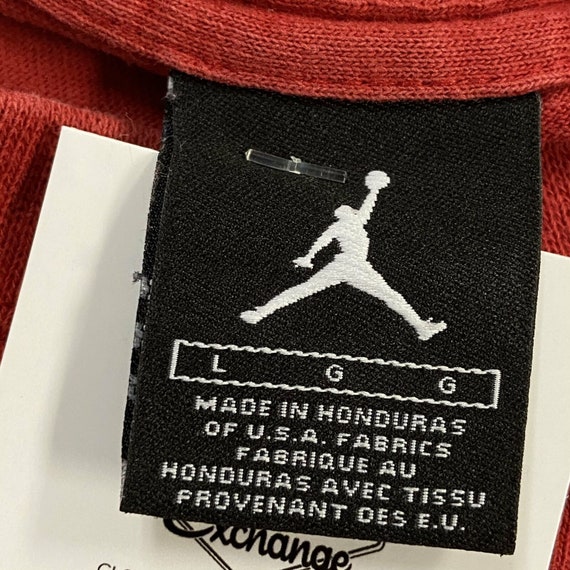 L G G
MADE IN HONDURAS
OF U.S.A. FABRICS
FABRIQUE AU
HONDURAS AVEC TISSU
PROVENANT DES E.U.
Exchange